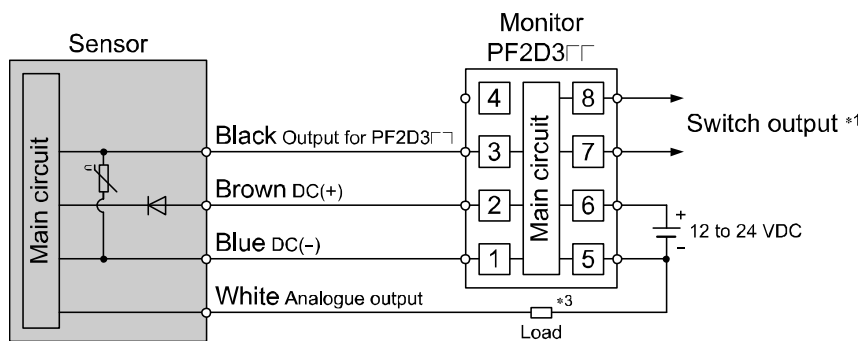 Sensor
Monitor
PF2D3□□
Main circuit
Black Output for PF2D3□□
Brown DC(+)
Blue DC(-)
White Analogue output
4
3
2
1
Main circuit
8
7
6
5
Switch output *1
+
12 to 24 VDC
-
*3
Load